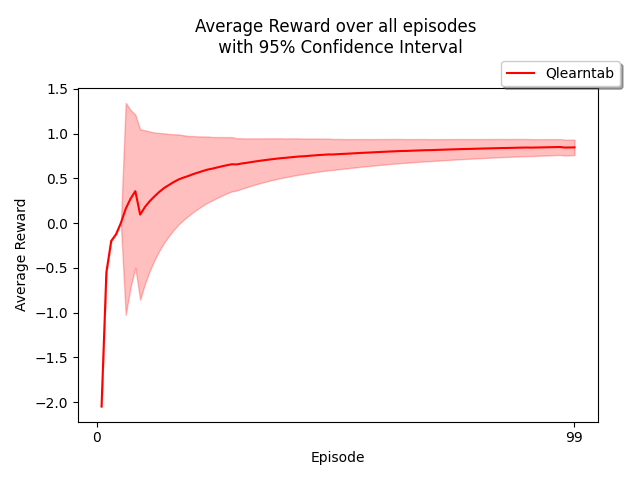 Average Reward over all episodes
with 95% Confidence Interval
Qlearntab
1.5
1.0
0.5
0.0
−0.5
−1.0
−1.5
−2.0
Average Reward
0
99
Episode